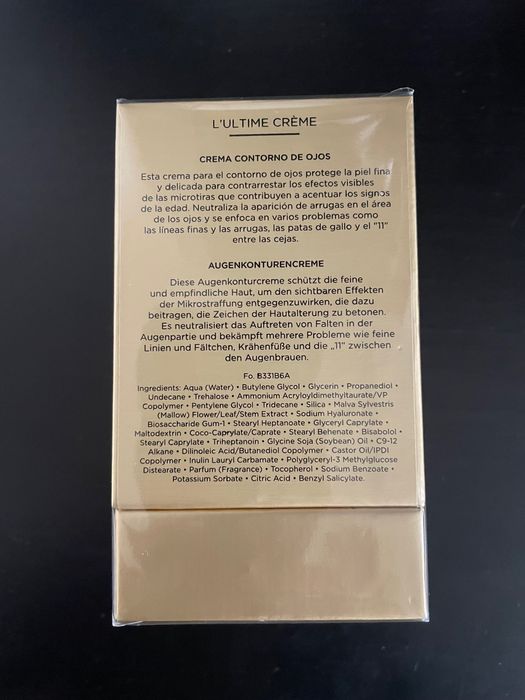 L'ULTIME CRÈME
CREMA CONTORNO DE OJOS
Esta crema para el contorno de ojos protege la piel fina
y delicada para contrarrestar los efectos visibles
de las microtiras que contribuyen a acentuar los signos
de la edad. Neutraliza la aparición de arrugas en el área
de los ojos y se enfoca en varios problemas como
las líneas finas y las arrugas, las patas de gallo y el "11"
entre las cejas.
AUGENKONTURENCREME
Diese Augenkonturcreme schützt die feine
und empfindliche Haut, um den sichtbaren Effekten
der Mikrostraffung entgegenzuwirken, die dazu
beitragen, die Zeichen der Hautalterung zu betonen.
Es neutralisiert das Auftreten von Falten in der
Augenpartie und bekämpft mehrere Probleme wie feine
Linien und Fältchen, Krähenfüße und die „11" zwischen
den Augenbrauen.
Fo. B331B6A
Ingredients: Aqua (Water) • Butylene Glycol • Glycerin • Propanediol •
Undecane • Trehalose • Ammonium Acryloyldimethyltaurate/VP
Copolymer • Pentylene Glycol • Tridecane • Silica • Malva Sylvestris
(Mallow) Flower/Leaf/Stem Extract • Sodium Hyaluronate •
Biosaccharide Gum-1 • Stearyl Heptanoate • Glyceryl Caprylate •
Maltodextrin • Coco-Caprylate/Caprate • Stearyl Behenate • Bisabolol •
Stearyl Caprylate • Triheptanoin • Glycine Soja (Soybean) Oil • C9-12
Alkane • Dilinoleic Acid/Butanediol Copolymer • Castor Oil/IPDI
Copolymer • Inulin Lauryl Carbamate • Polyglyceryl-3 Methylglucose
Distearate • Parfum (Fragrance) • Tocopherol • Sodium Benzoate •
Potassium Sorbate • Citric Acid • Benzyl Salicylate.